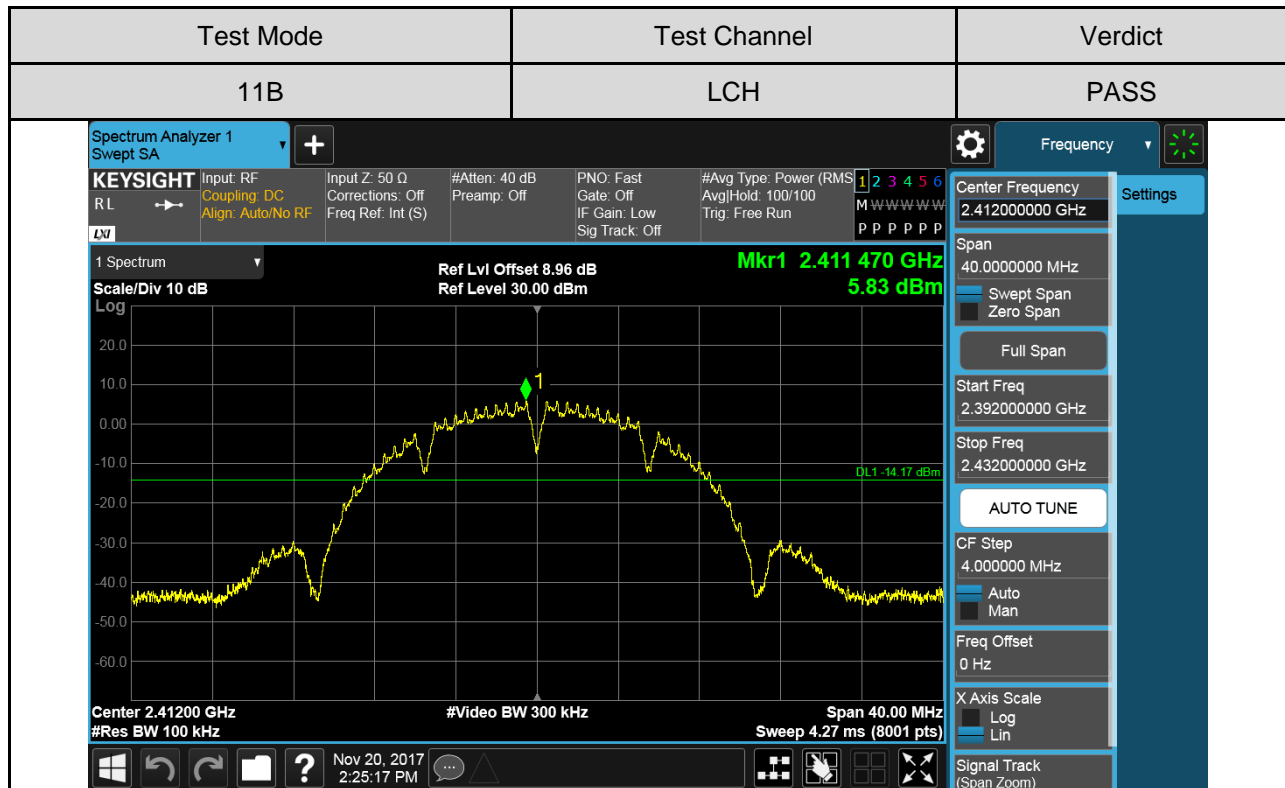 Test Mode Test Channel Verdict
11B LCH PASS
Spectrum Analyzer 1
Swept SA
+
Frequency
KEYSIGHT
R L
LXI
Input: RF
Coupling: DC
Align: Auto/No RF
Input Z: 50 Ω
Corrections: Off
Freq Ref: Int (S)
#Atten: 40 dB
Preamp: Off
PNO: Fast
Gate: Off
IF Gain: Low
Sig Track: Off
#Avg Type: Power (RMS
Avg|Hold: 100/100
Trig: Free Run
1 2 3 4 5 6
M W W W W W
P P P P P P
Center Frequency
2.412000000 GHz
Settings
1 Spectrum
Scale/Div 10 dB
Log
Ref Lvl Offset 8.96 dB
Ref Level 30.00 dBm
Mkr1 2.411 470 GHz
5.83 dBm
20.0
10.0
0.00
-10.0
-20.0
-30.0
-40.0
-50.0
-60.0
1
DL1 -14.17 dBm
Span
40.0000000 MHz
Swept Span
Zero Span
Full Span
Start Freq
2.392000000 GHz
Stop Freq
2.432000000 GHz
AUTO TUNE
CF Step
4.000000 MHz
Auto
Man
Freq Offset
0 Hz
X Axis Scale
Log
Lin
Signal Track
(Span Zoom)
Center 2.41200 GHz
#Res BW 100 kHz
#Video BW 300 kHz
Span 40.00 MHz
Sweep 4.27 ms (8001 pts)
?
Nov 20, 2017
2:25:17 PM